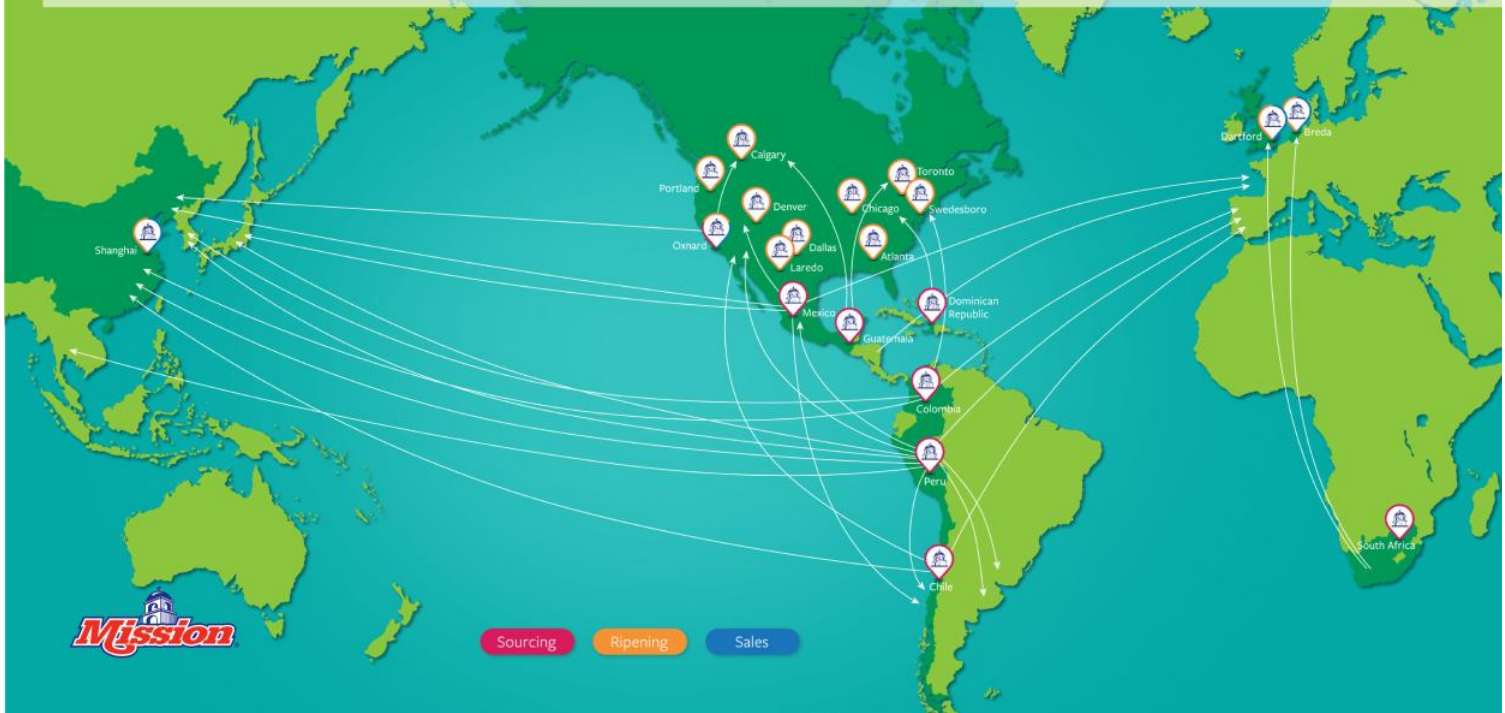 Calgary
Portland
Toronto
Denver
Chicago
Swedesboro
Oxnard
Dallas
Atlanta
Laredo
Dartford
Breda
Shanghai
Mexico
Dominican
Republic
Guatemala
Colombia
Peru
Chile
South Africa
Mission
Sourcing
Ripening
Sales